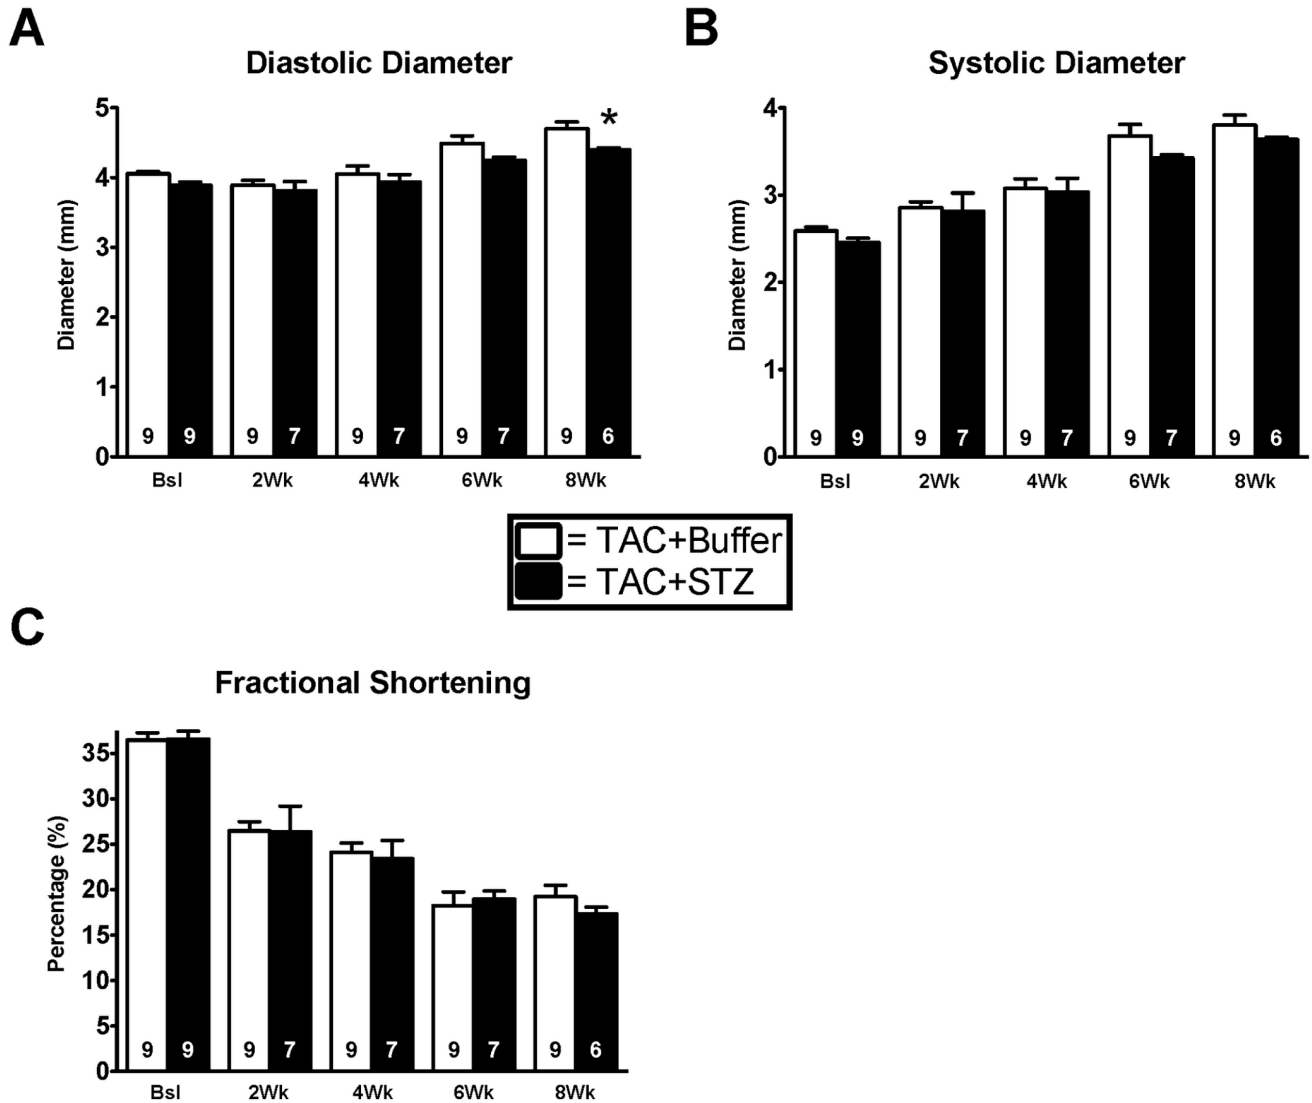 A
Diastolic Diameter
Diameter (mm)
5
4
3
2
1
0
*
9 9 9 7 9 7 9 7 9 6
Bsl 2Wk 4Wk 6Wk 8Wk
B
Systolic Diameter
Diameter (mm)
4
3
2
1
0
9 9 9 7 9 7 9 7 9 6
Bsl 2Wk 4Wk 6Wk 8Wk
= TAC+Buffer
= TAC+STZ
C
Fractional Shortening
Percentage (%)
35
30
25
20
15
10
5
0
9 9 9 7 9 7 9 7 9 6
Bsl 2Wk 4Wk 6Wk 8Wk